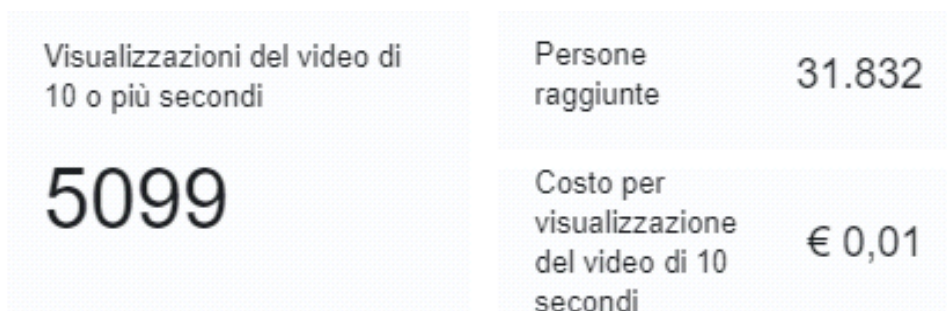 Visualizzazioni del video di
10 o più secondi
5099
Persone
raggiunte
31.832
Costo per
visualizzazione
del video di 10
secondi
€ 0,01